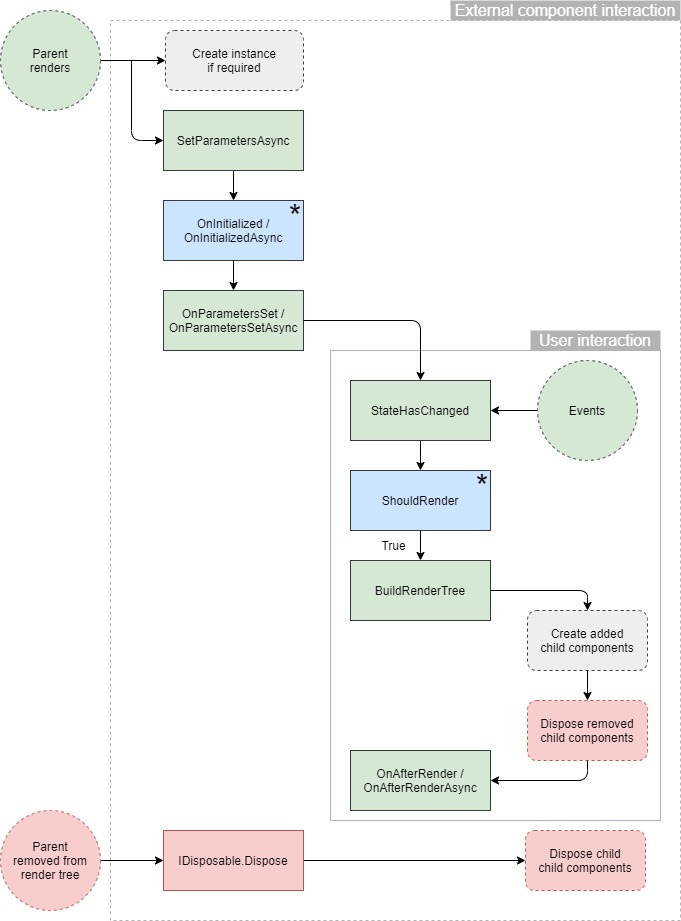 External component interaction
Parent
renders
Create instance
if required
SetParametersAsync
*
OnInitialized /
OnInitializedAsync
OnParametersSet /
OnParametersSetAsync
User interaction
StateHasChanged
Events
*
ShouldRender
True
BuildRenderTree
Create added
child components
Dispose removed
child components
OnAfterRender /
OnAfterRenderAsync
Parent
removed from
render tree
IDisposable.Dispose
Dispose child
child components